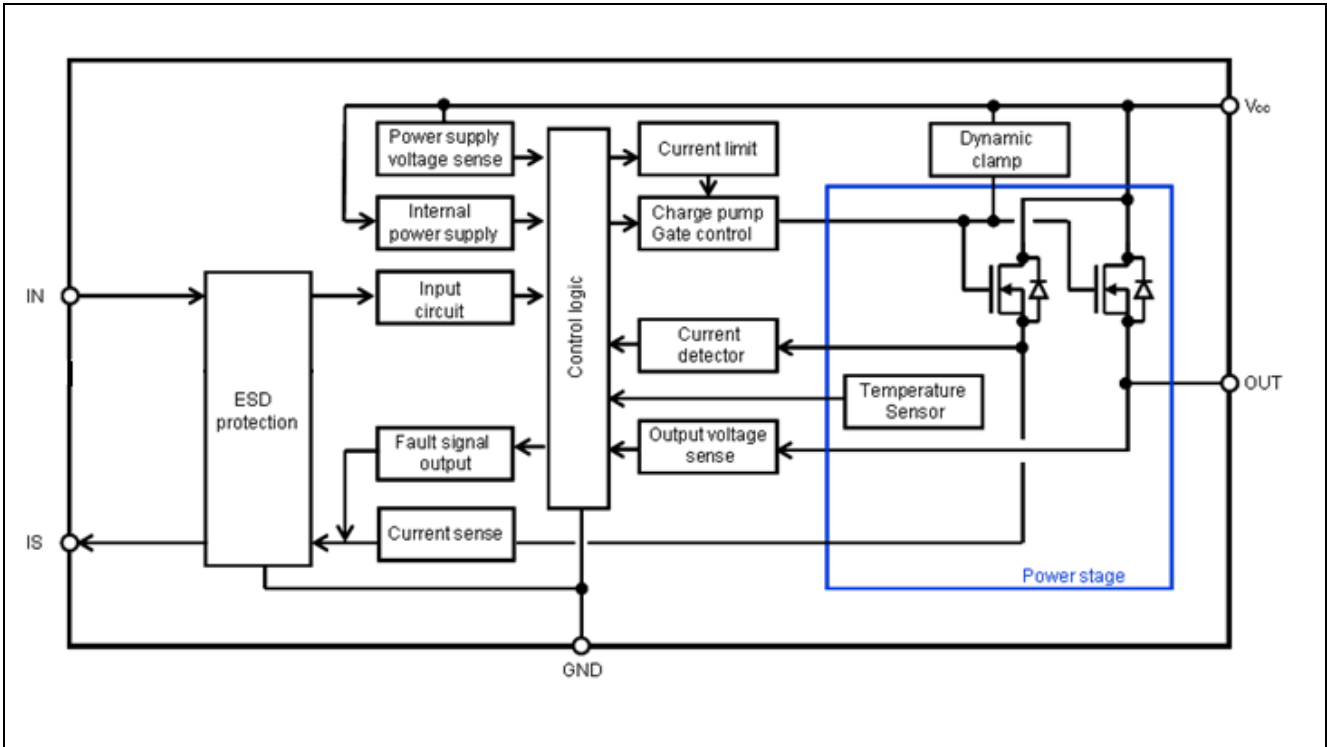 Vcc
Power supply
voltage sense
Current limit
Dynamic
clamp
Internal
power supply
Charge pump
Gate control
IN
Input
circuit
Control logic
Current
detector
OUT
ESD
protection
Temperature
Sensor
Fault signal
output
Output voltage
sense
IS
Current sense
Power stage
GND